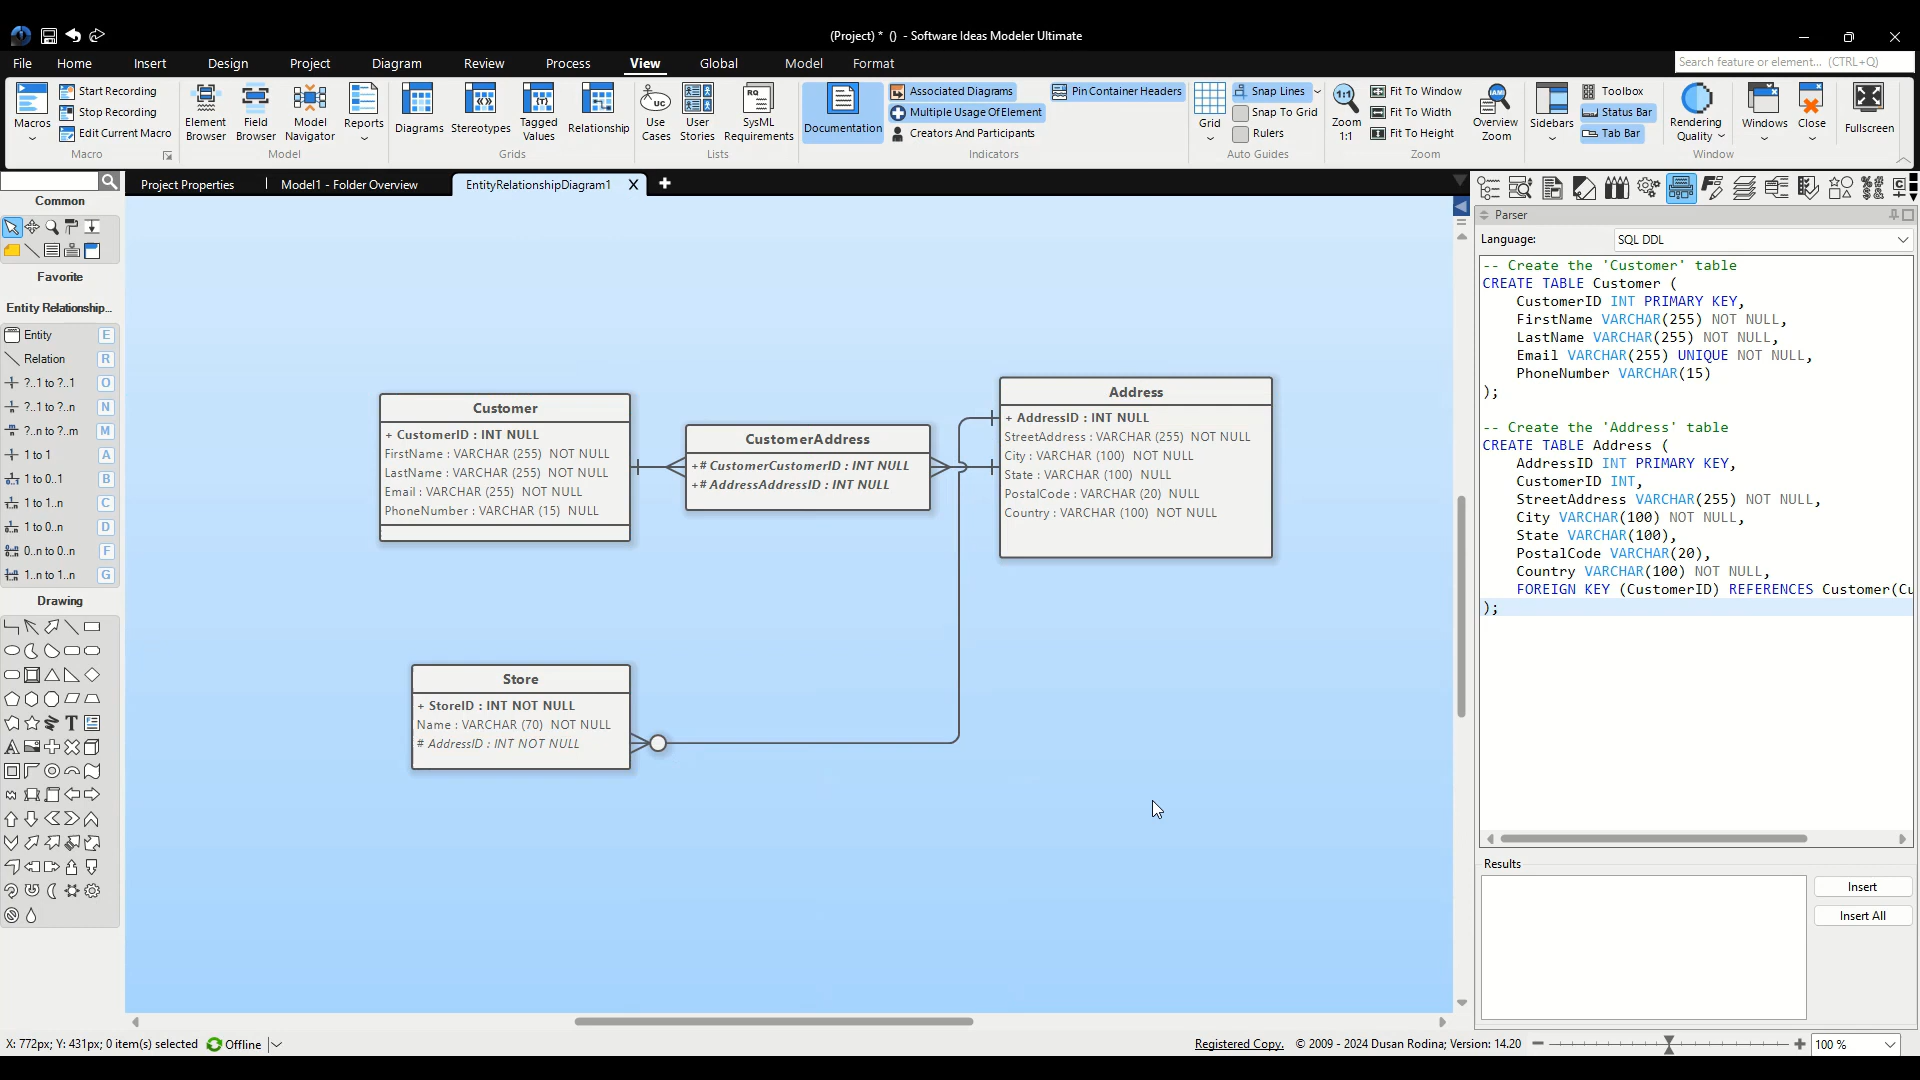 (Project) * () - Software Ideas Modeler Ultimate
File Home Insert Design Project Diagram Review Process View Global Model Format
Search feature or element... (CTRL+Q)
Macros
Start Recording
Stop Recording
Edit Current Macro
Macro
Element Browser
Field Browser
Model Navigator
Reports
Model
Diagrams
Stereotypes
Tagged Values
Relationship
Grids
Use Cases
User Stories
SysML Requirements
Lists
Documentation
Associated Diagrams
Multiple Usage Of Element
Creators And Participants
Pin Container Headers
Indicators
Grid
Snap Lines
Snap To Grid
Rulers
Auto Guides
1:1
Zoom 1:1
Fit To Window
Fit To Width
Fit To Height
Overview Zoom
Zoom
Sidebars
Toolbox
Status Bar
Tab Bar
Rendering Quality
Windows
Close
Window
Fullscreen
Project Properties
Model1 - Folder Overview
EntityRelationshipDiagram1 X
Common
Favorite
Entity Relationship...
Entity E
Relation R
?..1 to ?..1 O
?..1 to ?..n N
?..n to ?..m M
1 to 1 A
1 to 0..1 B
1 to 1..n C
1 to 0..n D
0..n to 0..n F
1..n to 1..n G
Drawing
Customer
+ CustomerID : INT NULL
FirstName : VARCHAR (255) NOT NULL
LastName : VARCHAR (255) NOT NULL
Email : VARCHAR (255) NOT NULL
PhoneNumber : VARCHAR (15) NULL
CustomerAddress
+# CustomerCustomerID : INT NULL
+# AddressAddressID : INT NULL
Address
+ AddressID : INT NULL
StreetAddress : VARCHAR (255) NOT NULL
City : VARCHAR (100) NOT NULL
State : VARCHAR (100) NULL
PostalCode : VARCHAR (20) NULL
Country : VARCHAR (100) NOT NULL
Store
+ StoreID : INT NOT NULL
Name : VARCHAR (70) NOT NULL
# AddressID : INT NOT NULL
Parser
Language: SQL DDL
-- Create the 'Customer' table
CREATE TABLE Customer (
CustomerID INT PRIMARY KEY,
FirstName VARCHAR(255) NOT NULL,
LastName VARCHAR(255) NOT NULL,
Email VARCHAR(255) UNIQUE NOT NULL,
PhoneNumber VARCHAR(15)
);
-- Create the 'Address' table
CREATE TABLE Address (
AddressID INT PRIMARY KEY,
CustomerID INT,
StreetAddress VARCHAR(255) NOT NULL,
City VARCHAR(100) NOT NULL,
State VARCHAR(100),
PostalCode VARCHAR(20),
Country VARCHAR(100) NOT NULL,
FOREIGN KEY (CustomerID) REFERENCES Customer(Cu
);
Results
Insert
Insert All
X: 772px; Y: 431px; 0 item(s) selected
Offline
Registered Copy. © 2009 - 2024 Dusan Rodina; Version: 14.20
100 %